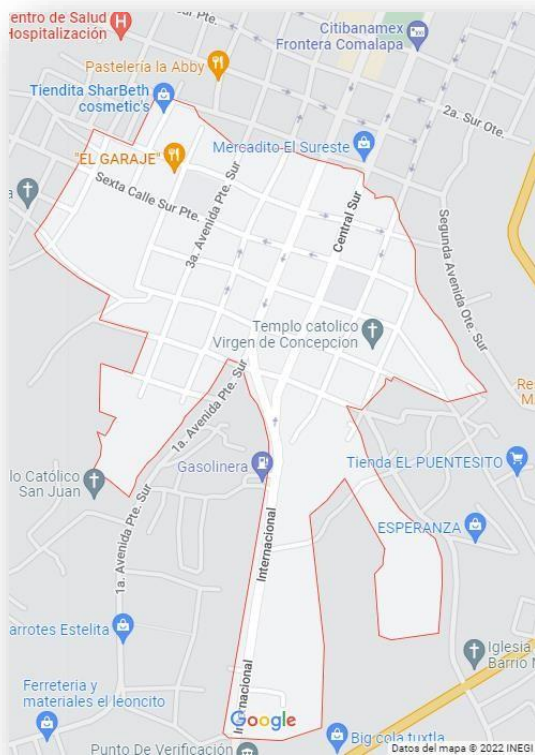 entro de Salud
Hospitalización
Citibanamex
Frontera Comalapa
Pastelería la Abby
Tiendita SharBeth
cosmetic's
2a. Sur Ote.
Mercadito El Sureste
"EL GARAJE"
Sexta Calle Sur Pte.
3a. Avenida Pte. Sur
Central Sur
Segunda Avenida Ote. Sur
Templo catolico
Virgen de Concepcion
1a. Avenida Pte. Sur
Re
M
Gasolinera
Tienda EL PUENTESITO
lo Católico
San Juan
1a. Avenida Pte. Sur
Internacional
ESPERANZA
arrotes Estelita
Iglesia
Barrio M
Ferreteria y
materiales el leoncito
Internacional
Google
Punto De Verificación
Big cola tuxtla
Datos del mapa © 2022 INEGI